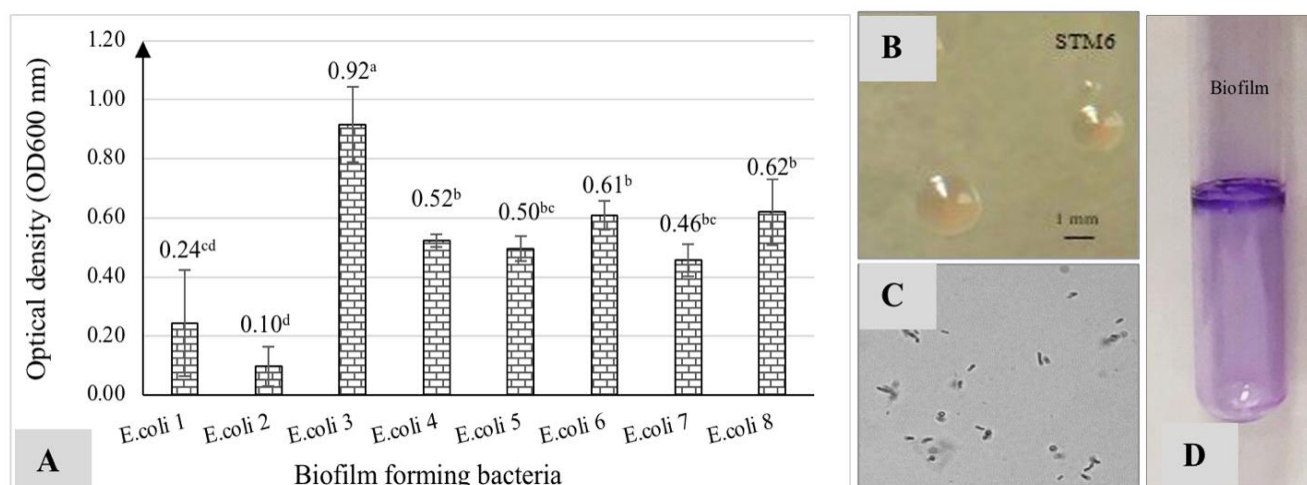 1.20
1.00
0.80
0.60
0.40
0.20
0.00
Optical density (OD600 nm)
0.24ᶜᵈ
0.10ᵈ
0.92ᵃ
0.52ᵇ
0.50ᵇᶜ
0.61ᵇ
0.46ᵇᶜ
0.62ᵇ
E.coli 1
E.coli 2
E.coli 3
E.coli 4
E.coli 5
E.coli 6
E.coli 7
E.coli 8
Biofilm forming bacteria
A
B
STM6
1 mm
C
Biofilm
D